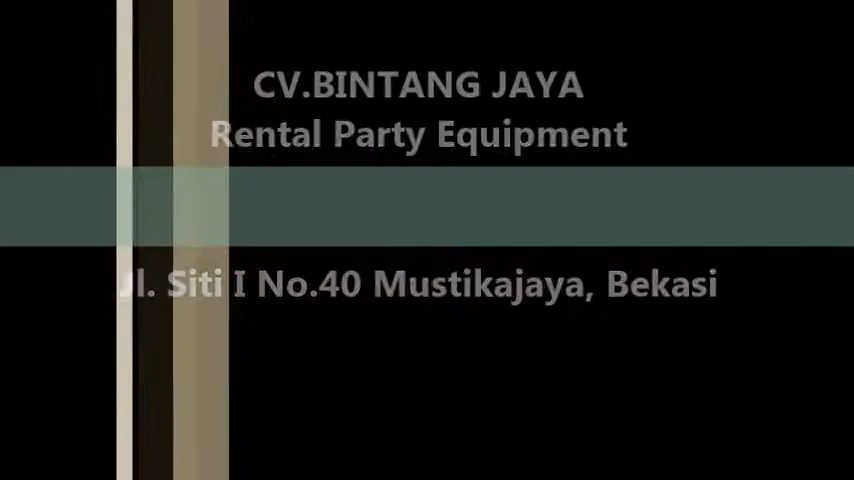 CV.BINTANG JAYA
Rental Party Equipment
Jl. Siti I No.40 Mustikajaya, Bekasi